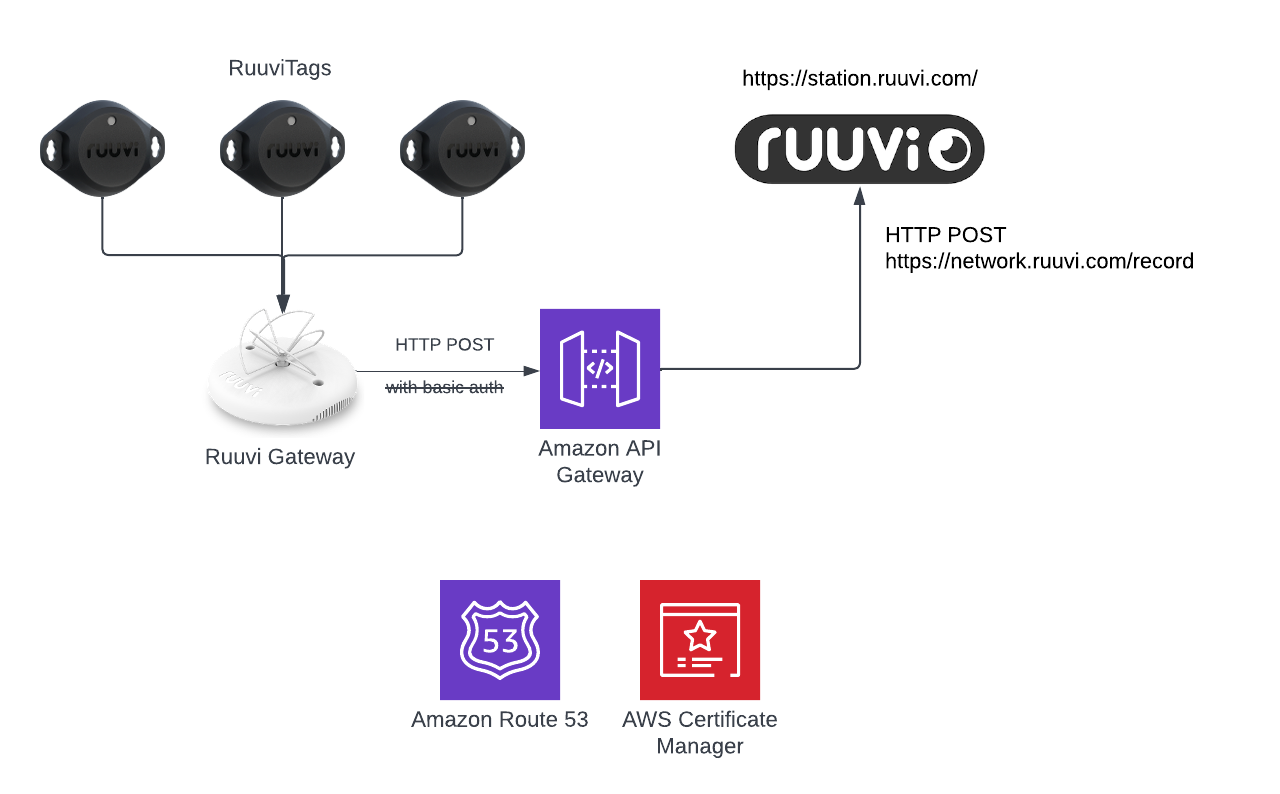 RuuviTags
https://station.ruuvi.com/
ruuvi
ruuvi
ruuvi
ruuvi
HTTP POST
https://network.ruuvi.com/record
HTTP POST
with basic auth
ruuvi
Ruuvi Gateway
</>
Amazon API
Gateway
53
Amazon Route 53
AWS Certificate
Manager